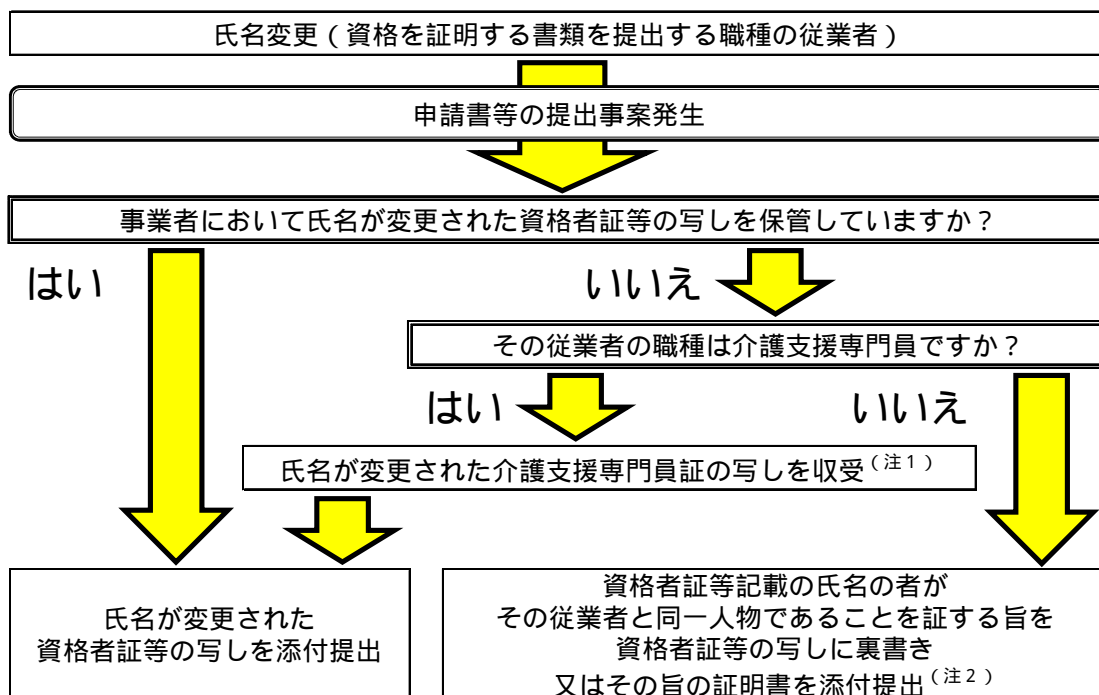 氏名変更（資格を証明する書類を提出する職種の従業者）
申請書等の提出事案発生
事業者において氏名が変更された資格者証等の写しを保管していますか？
はい
いいえ
その従業者の職種は介護支援専門員ですか？
はい
いいえ
氏名が変更された介護支援専門員証の写しを収受（注１）
氏名が変更された
資格者証等の写しを添付提出
資格者証等記載の氏名の者が
その従業者と同一人物であることを証する旨を
資格者証等の写しに裏書き
又はその旨の証明書を添付提出（注２）